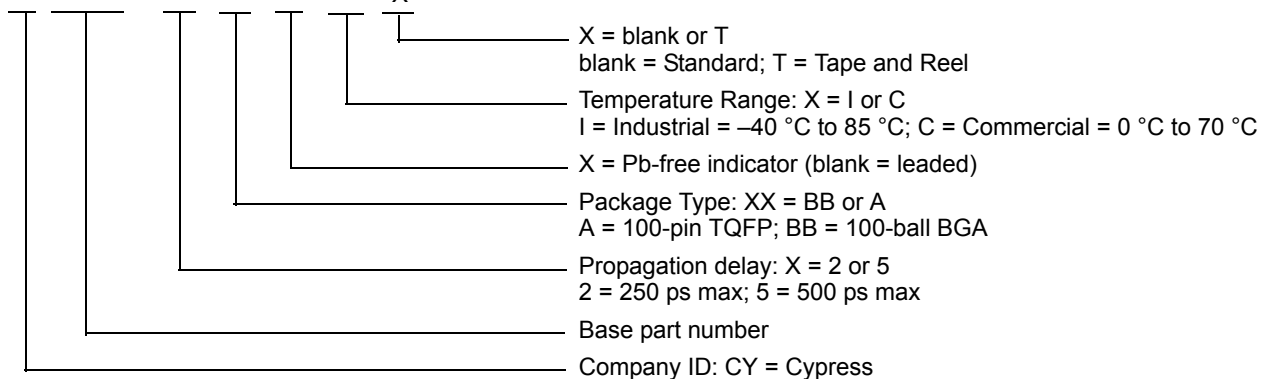 X = blank or T
blank = Standard; T = Tape and Reel
Temperature Range: X = I or C
I = Industrial = –40 °C to 85 °C; C = Commercial = 0 °C to 70 °C
X = Pb-free indicator (blank = leaded)
Package Type: XX = BB or A
A = 100-pin TQFP; BB = 100-ball BGA
Propagation delay: X = 2 or 5
2 = 250 ps max; 5 = 500 ps max
Base part number
Company ID: CY = Cypress